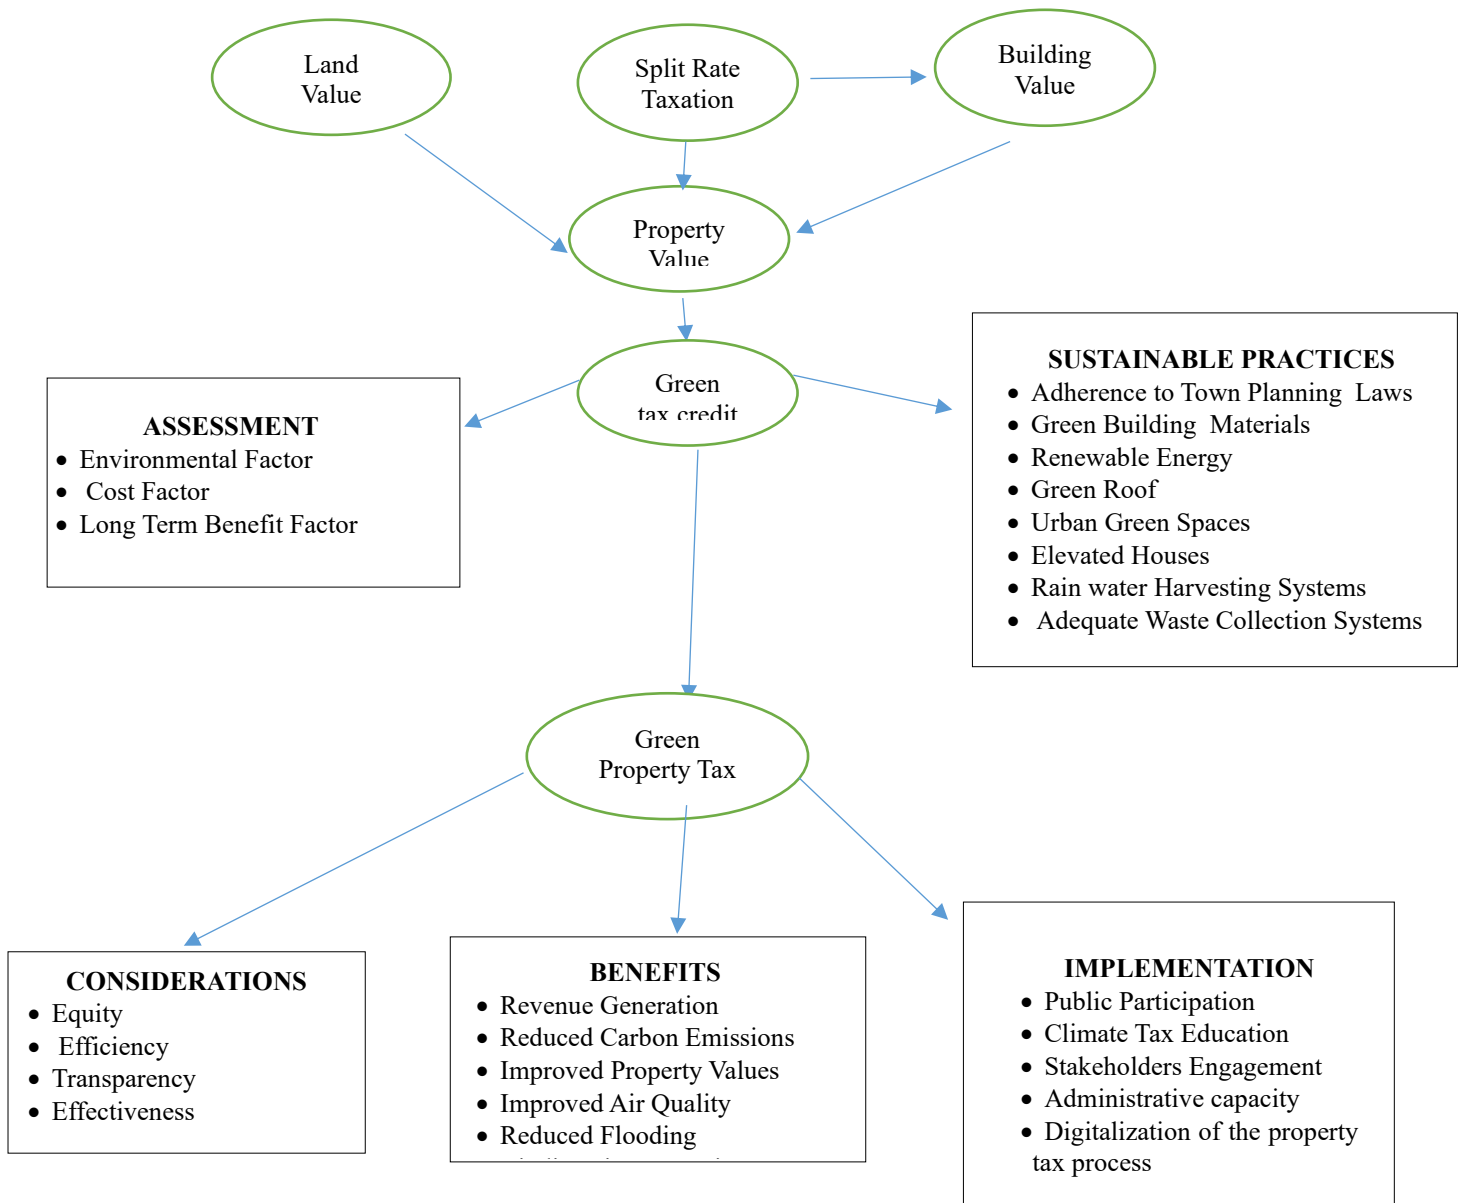 Land
Value
Split Rate
Taxation
Building
Value
Property
Value
Green
tax credit
ASSESSMENT
• Environmental Factor
• Cost Factor
• Long Term Benefit Factor
SUSTAINABLE PRACTICES
• Adherence to Town Planning Laws
• Green Building Materials
• Renewable Energy
• Green Roof
• Urban Green Spaces
• Elevated Houses
• Rain water Harvesting Systems
• Adequate Waste Collection Systems
Green
Property Tax
CONSIDERATIONS
• Equity
• Efficiency
• Transparency
• Effectiveness
BENEFITS
• Revenue Generation
• Reduced Carbon Emissions
• Improved Property Values
• Improved Air Quality
• Reduced Flooding
IMPLEMENTATION
• Public Participation
• Climate Tax Education
• Stakeholders Engagement
• Administrative capacity
• Digitalization of the property
tax process